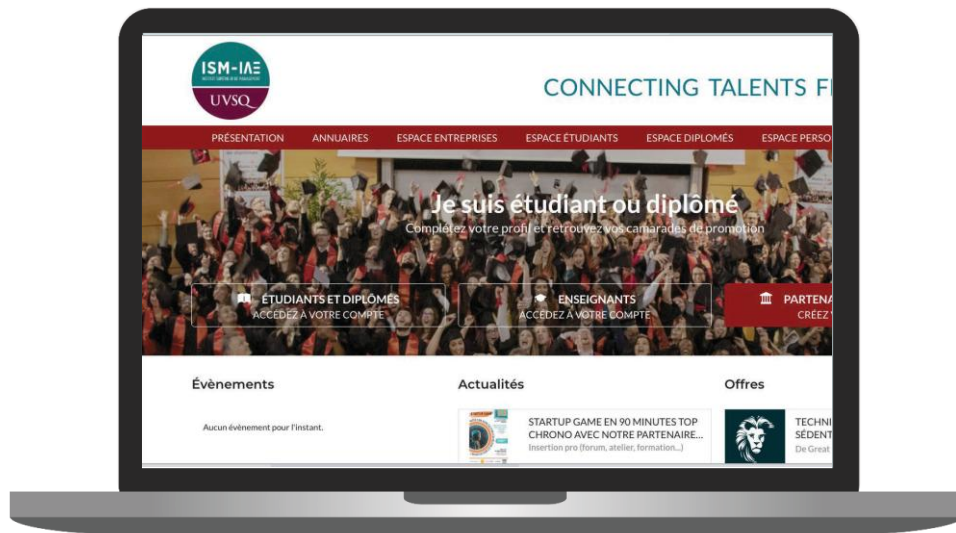 ISM-IAE
UVSQ
CONNECTING TALENTS
PRÉSENTATION ANNUAIRES ESPACE ENTREPRISES ESPACE ÉTUDIANTS ESPACE DIPLOMÉS ESPACE PERSO
Je suis étudiant ou diplômé
Complétez votre profil et retrouvez vos camarades de promotion
ÉTUDIANTS ET DIPLÔMÉS
ACCÉDEZ À VOTRE COMPTE
ENSEIGNANTS
ACCÉDEZ À VOTRE COMPTE
PARTENA
CRÉEZ
Évènements
Actualités
Offres
Aucun évènement pour l'instant.
STARTUP GAME EN 90 MINUTES TOP
CHRONO AVEC NOTRE PARTENAIRE...
Insertion pro (forum, atelier, formation...)
TECHNI
SÉDENT
De Great